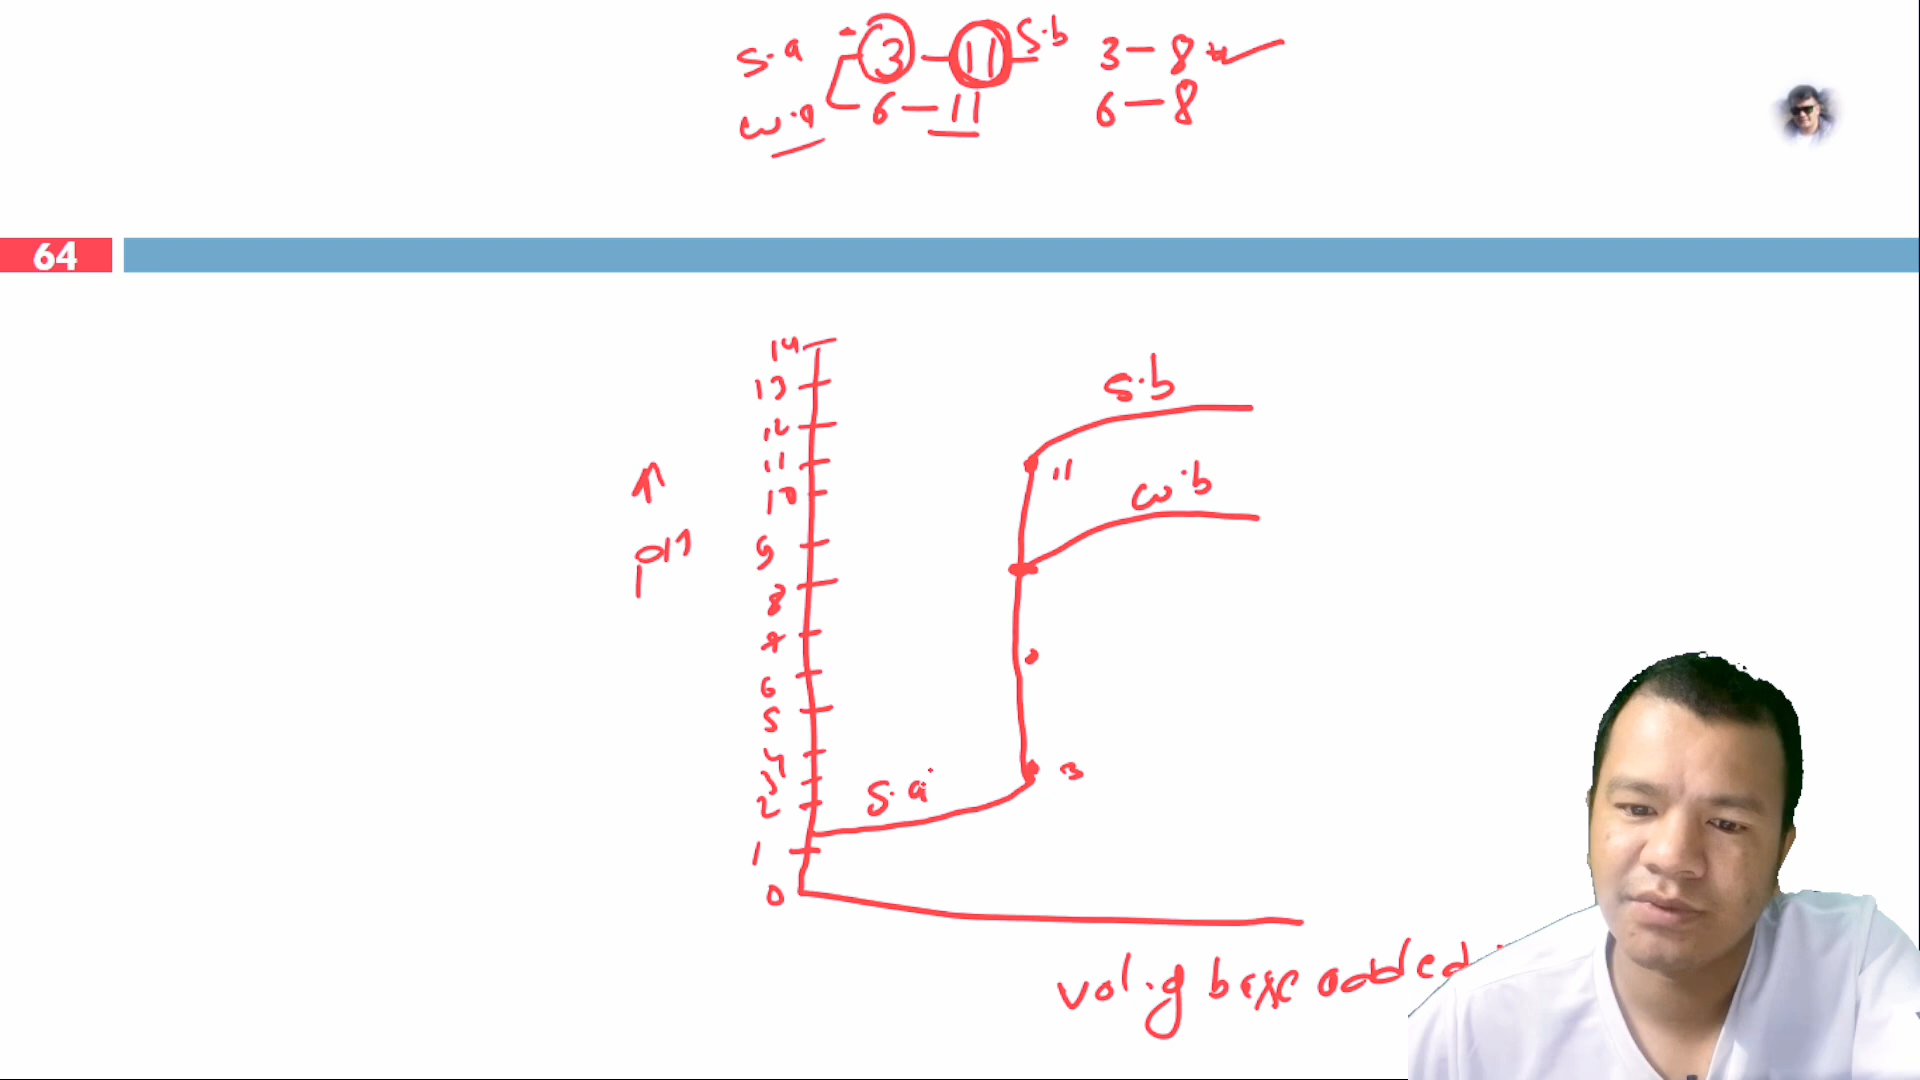 s.a 3 — 11 s.b 3 — 8
w.a 6 — 11 6 — 8
64
14
13
12
11
10
9
8
7
6
5
4
3
2
1
0
↑
pH
s.b
11
w.b
s.a
3
vol. of base added